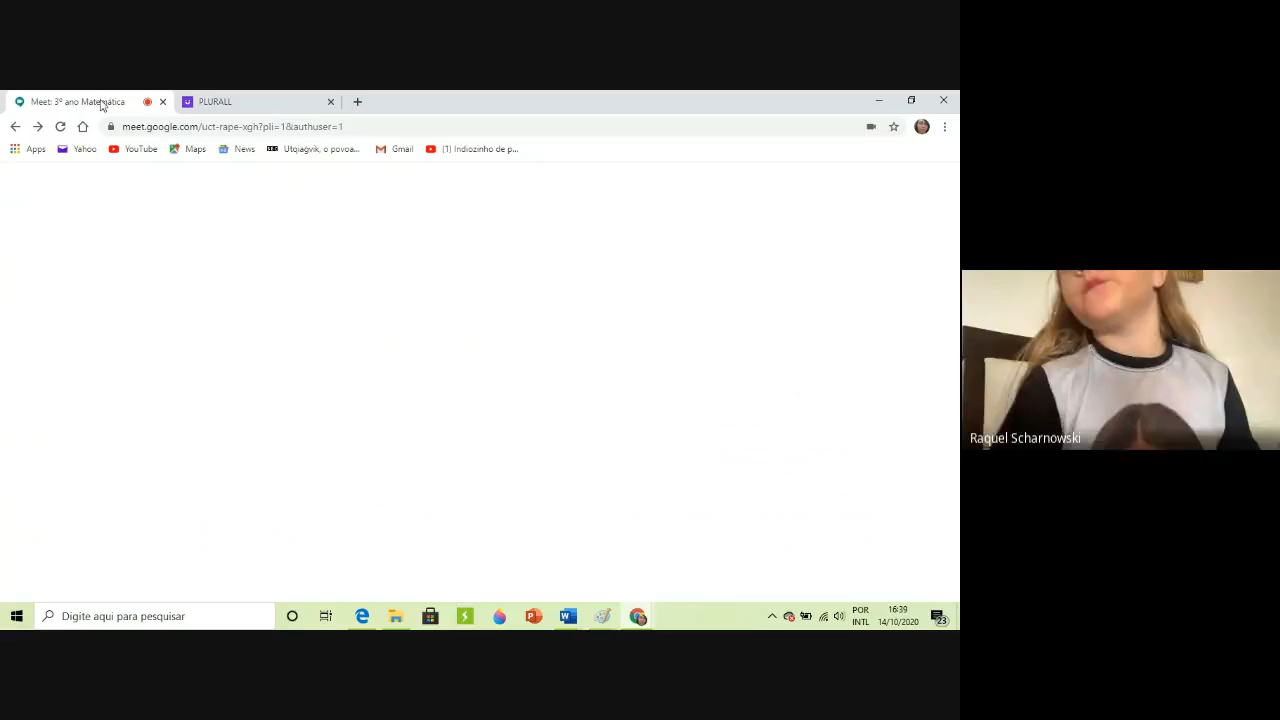 Meet: 3º ano Matemática
PLURALL
meet.google.com/uct-rape-xgh?pli=1&authuser=1
Apps Yahoo YouTube Maps News Utqiaġvik, o povoa... Gmail (1) Indiozinho de p...
Raquel Scharnowski
Digite aqui para pesquisar
POR
INTL
16:39
14/10/2020
23